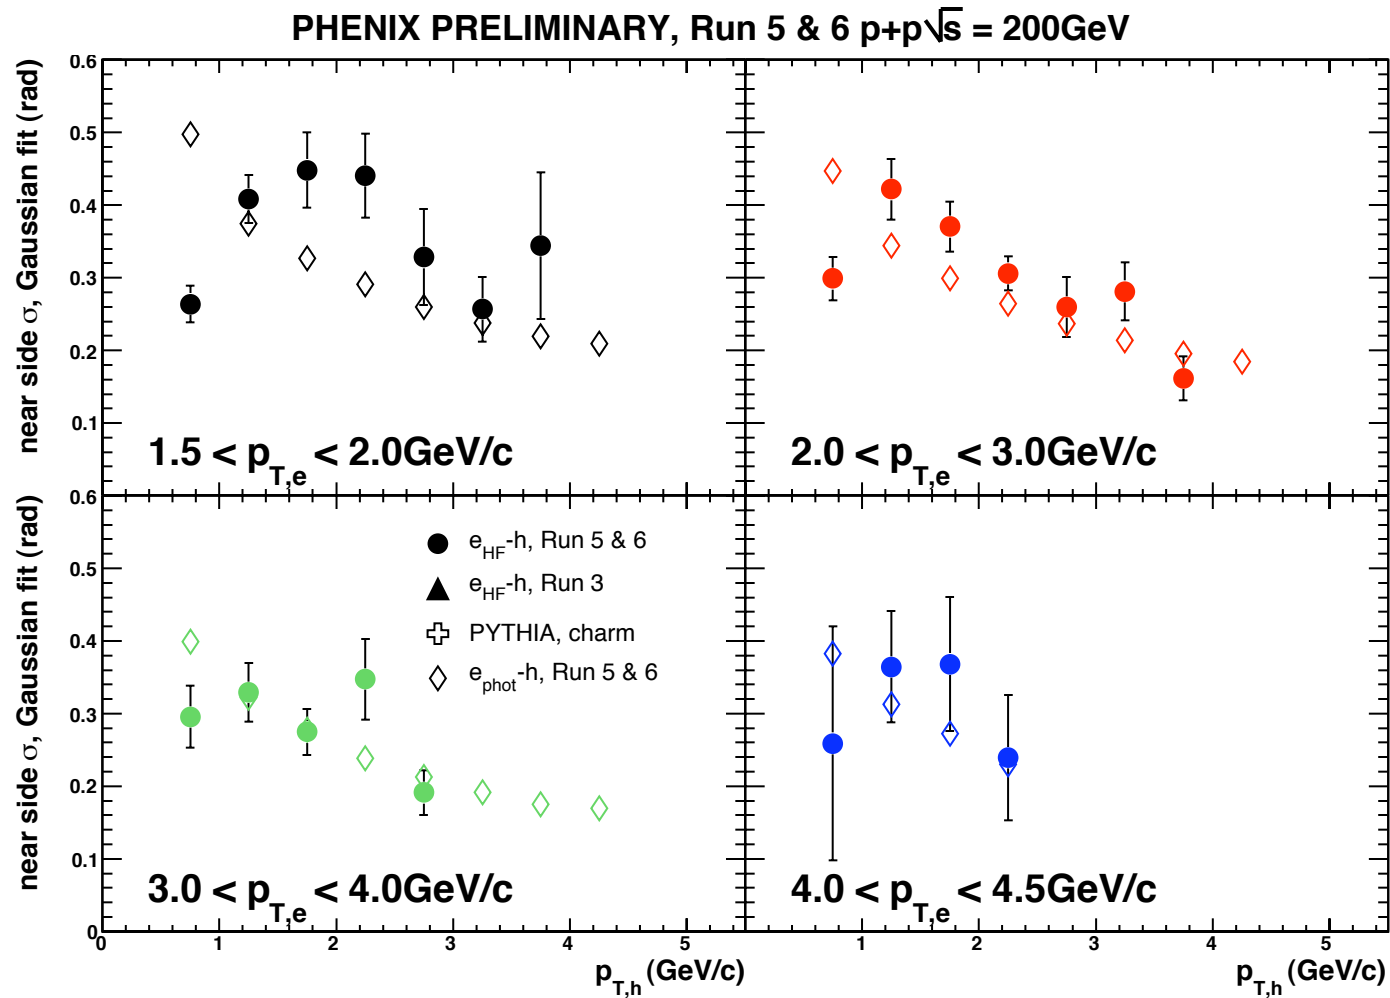 PHENIX PRELIMINARY, Run 5 & 6 p+p√s = 200GeV
near side σ, Gaussian fit (rad)
0.6
0.5
0.4
0.3
0.2
0.1
1.5 < pT,e < 2.0GeV/c
2.0 < pT,e < 3.0GeV/c
near side σ, Gaussian fit (rad)
0.6
0.5
0.4
0.3
0.2
0.1
0
eHF-h, Run 5 & 6
eHF-h, Run 3
PYTHIA, charm
ephot-h, Run 5 & 6
3.0 < pT,e < 4.0GeV/c
4.0 < pT,e < 4.5GeV/c
0 1 2 3 4 5
1 2 3 4 5
pT,h (GeV/c)
pT,h (GeV/c)